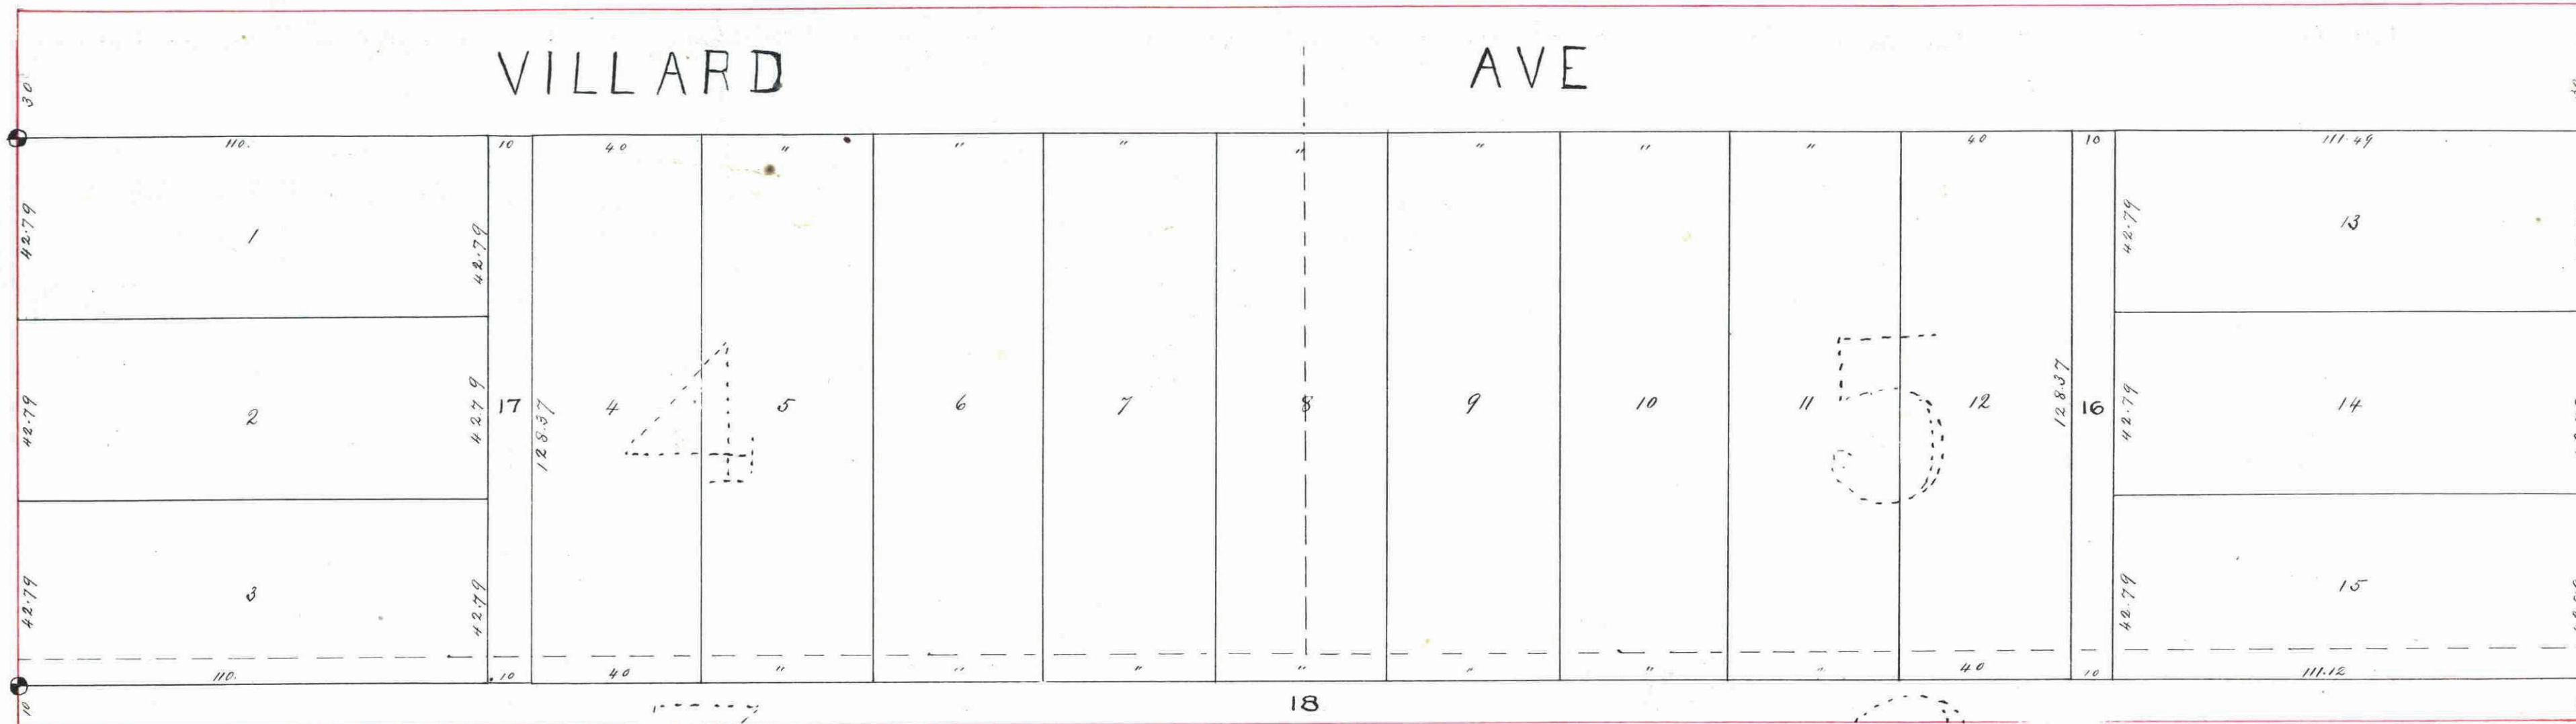 VILLARD AVE
30
110. 10 40 " " " " " " " 40 10 111.49
42.79 42.79 42.79
1 13
42.79 42.79 17 128.37 128.37 16 42.79
2 4 5 6 7 8 9 10 11 12 14
4 5
42.79 42.79 42.79
3 15
110. 10 40 " " " " " " " 40 10 111.12
10 18